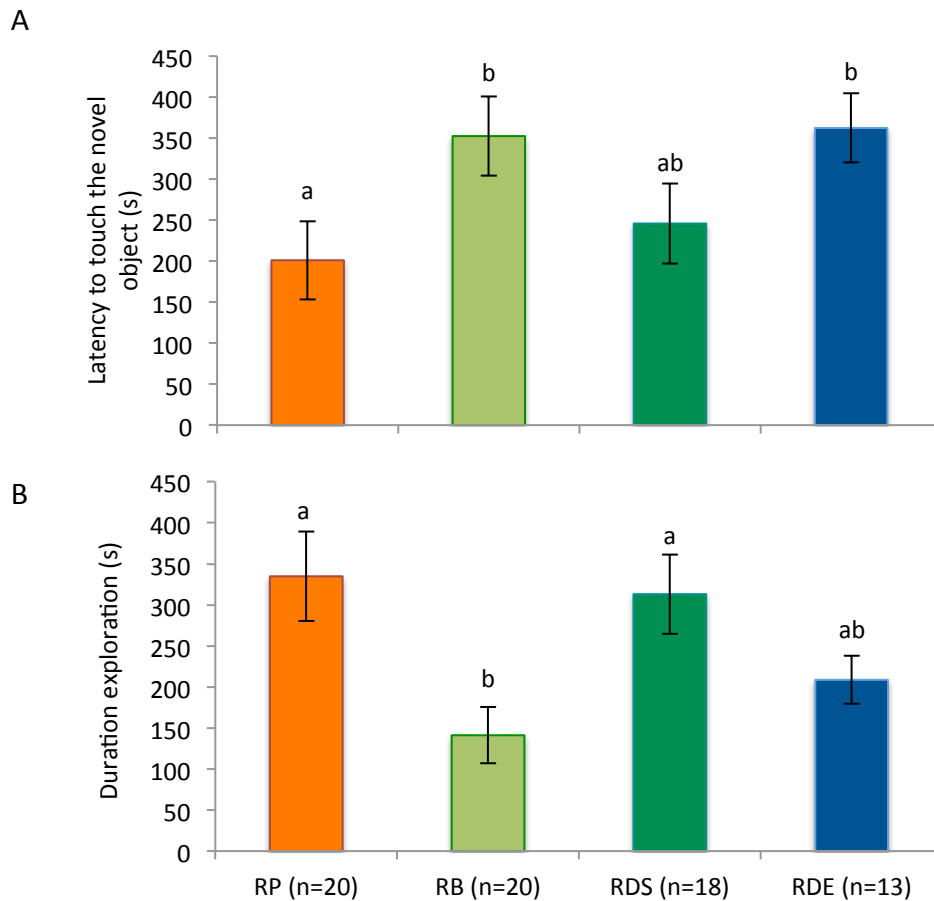 A
Latency to touch the novel
object (s)
450
400
350
300
250
200
150
100
50
0
a
b
ab
b
B
Duration exploration (s)
450
400
350
300
250
200
150
100
50
0
a
b
a
ab
RP (n=20) RB (n=20) RDS (n=18) RDE (n=13)